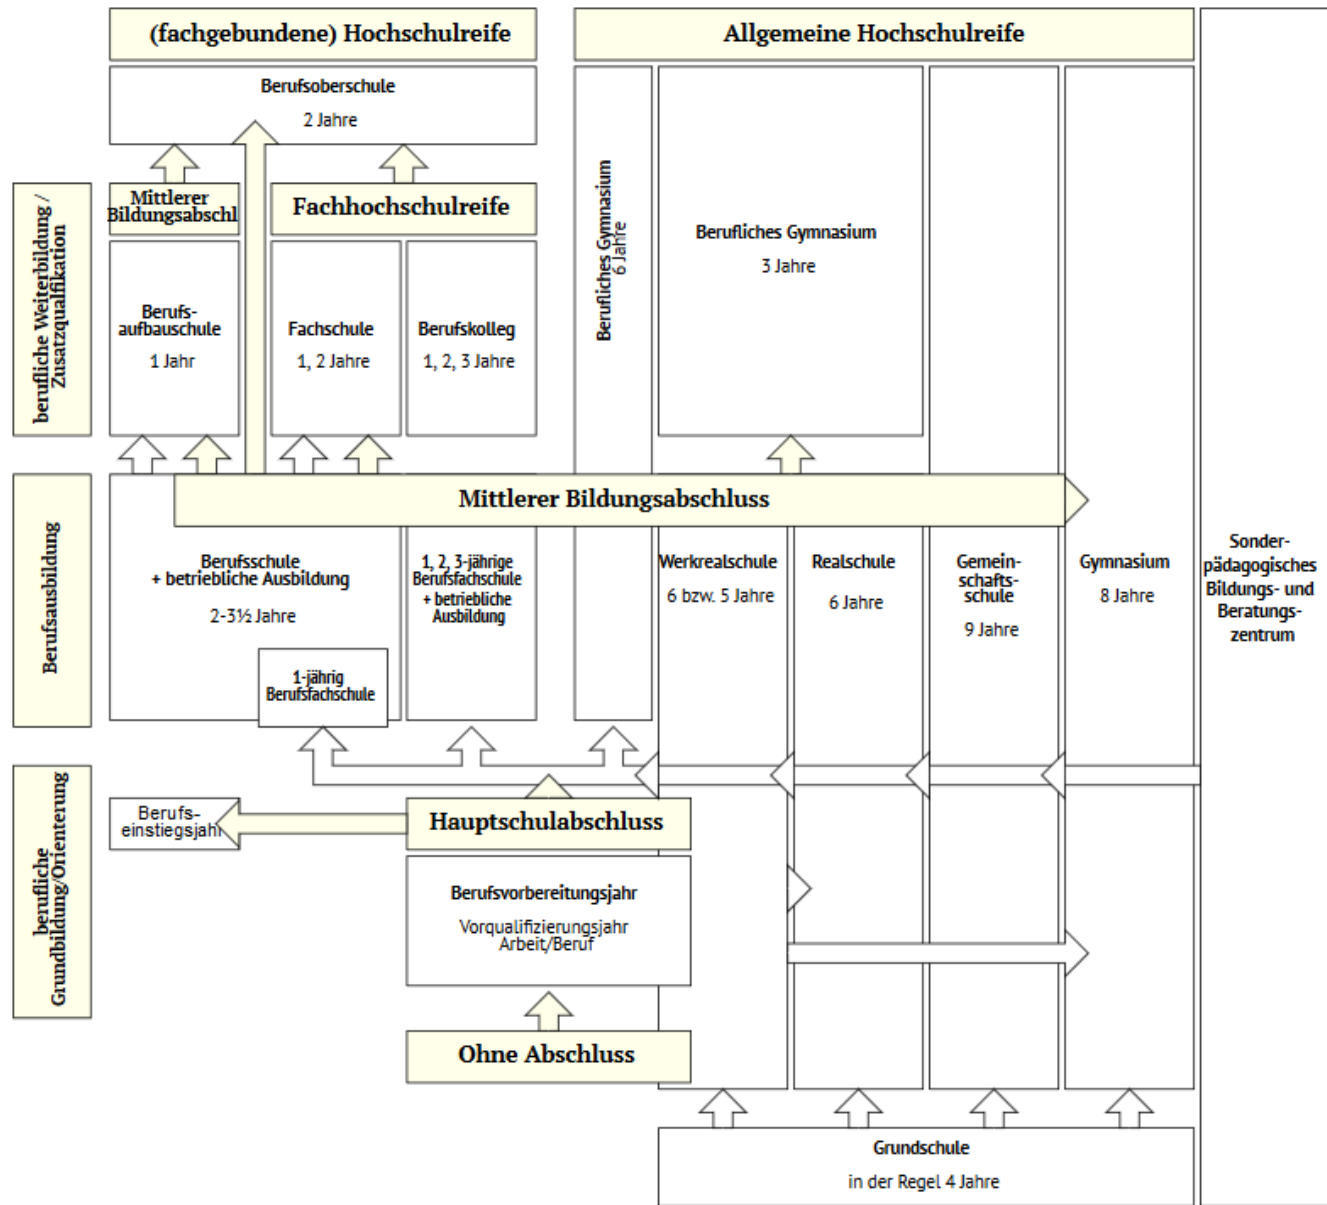 (fachgebundene) Hochschulreife
Allgemeine Hochschulreife
Berufsoberschule
2 Jahre
berufliche Weiterbildung /
Zusatzqualfikation
Mittlerer
Bildungsabschl
Fachhochschulreife
Berufs-
aufbauschule
1 Jahr
Fachschule
1, 2 Jahre
Berufskolleg
1, 2, 3 Jahre
Berufliches Gymnasium
6 Jahre
Berufliches Gymnasium
3 Jahre
Berufsausbildung
Mittlerer Bildungsabschluss
Berufsschule
+ betriebliche Ausbildung
2-3½ Jahre
1-jährig
Berufsfachschule
1, 2, 3-jährige
Berufsfachschule
+ betriebliche
Ausbildung
Werkrealschule
6 bzw. 5 Jahre
Realschule
6 Jahre
Gemein-
schafts-
schule
9 Jahre
Gymnasium
8 Jahre
Sonder-
pädagogisches
Bildungs- und
Beratungs-
zentrum
berufliche
Grundbildung/Orienterung
Berufs-
einstiegsjahr
Hauptschulabschluss
Berufsvorbereitungsjahr
Vorqualifizierungsjahr
Arbeit/Beruf
Ohne Abschluss
Grundschule
in der Regel 4 Jahre